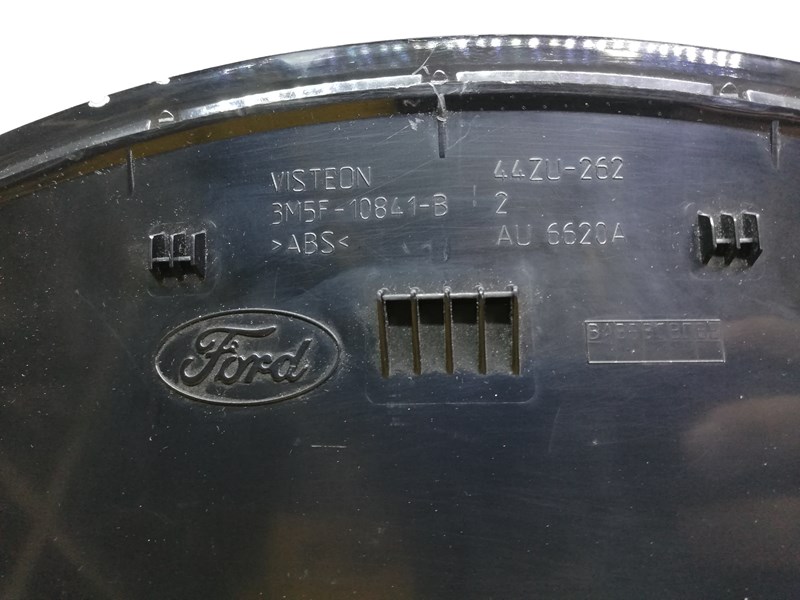 VISTEON
3M5F-10841-B
>ABS<
44ZU-262
2
AU 6620A
Ford